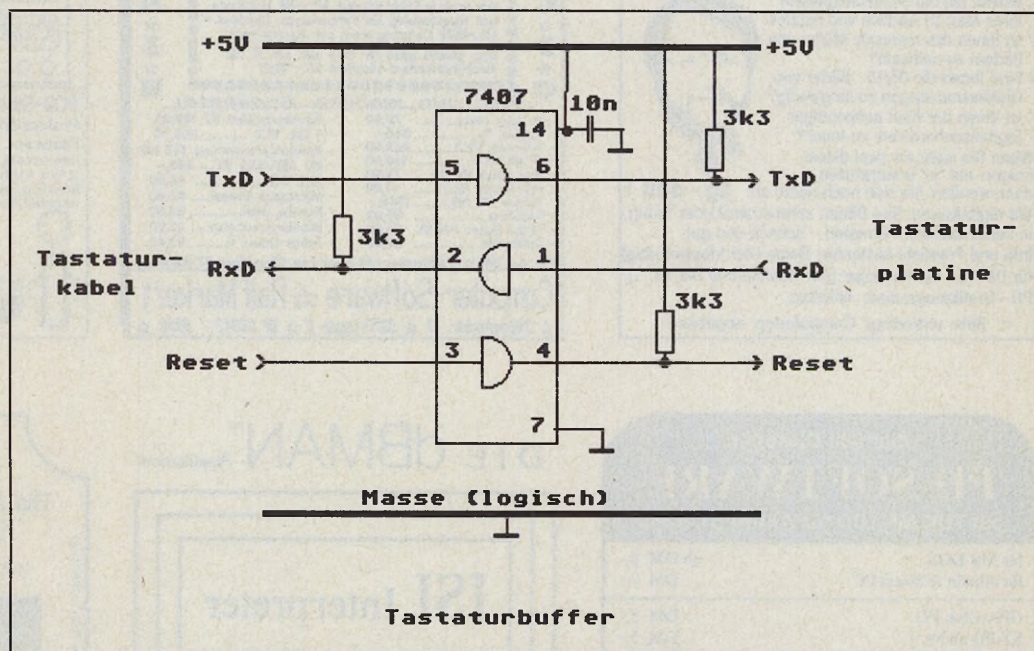 +5V +5V
7407
10n
14
3k3
TxD 5 6 TxD
3k3
Tastatur-
kabel
RxD 2 1 RxD
Tastatur-
platine
3k3
Reset 3 4 Reset
7
Masse (logisch)
Tastaturbuffer